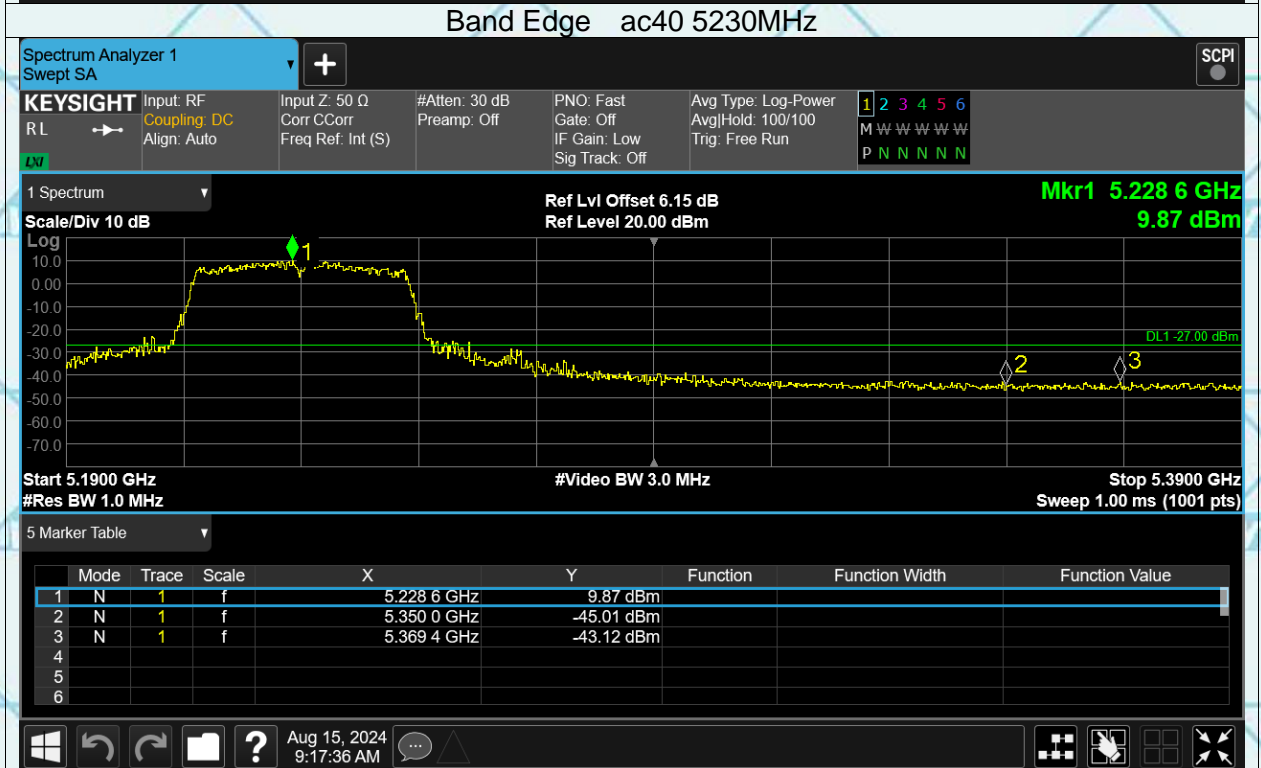 Band Edge ac40 5230MHz
Spectrum Analyzer 1
Swept SA
SCPI
KEYSIGHT
R L
LXI
Input: RF
Coupling: DC
Align: Auto
Input Z: 50 Ω
Corr CCorr
Freq Ref: Int (S)
#Atten: 30 dB
Preamp: Off
PNO: Fast
Gate: Off
IF Gain: Low
Sig Track: Off
Avg Type: Log-Power
Avg|Hold: 100/100
Trig: Free Run
1 2 3 4 5 6
M W W W W W
P N N N N N
1 Spectrum
Scale/Div 10 dB
Ref Lvl Offset 6.15 dB
Ref Level 20.00 dBm
Mkr1 5.228 6 GHz
9.87 dBm
Log
10.0
0.00
-10.0
-20.0
-30.0
-40.0
-50.0
-60.0
-70.0
1
DL1 -27.00 dBm
2
3
Start 5.1900 GHz
#Video BW 3.0 MHz
Stop 5.3900 GHz
#Res BW 1.0 MHz
Sweep 1.00 ms (1001 pts)
5 Marker Table
Mode Trace Scale X Y Function Function Width Function Value
1 N 1 f 5.228 6 GHz 9.87 dBm
2 N 1 f 5.350 0 GHz -45.01 dBm
3 N 1 f 5.369 4 GHz -43.12 dBm
4
5
6
?
Aug 15, 2024
9:17:36 AM